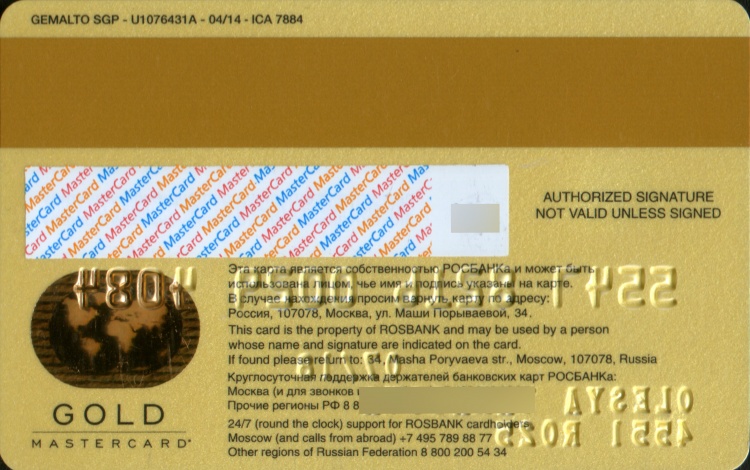 GEMALTO SGP - U1076431A - 04/14 - ICA 7884
MasterCard MasterCard MasterCard
AUTHORIZED SIGNATURE
NOT VALID UNLESS SIGNED
Эта карта является собственностью РОСБАНКа и может быть
использована лицом, чье имя и подпись указаны на карте.
В случае нахождения просим вернуть карту по адресу:
Россия, 107078, Москва, ул. Маши Порываевой, 34.
This card is the property of ROSBANK and may be used by a person
whose name and signature are indicated on the card.
If found please return to: 34, Masha Poryvaeva str., Moscow, 107078, Russia
Круглосуточная поддержка держателей банковских карт РОСБАНКа:
Москва (и для звонков
Прочие регионы РФ 8 8
24/7 (round the clock) support for ROSBANK cardholders
Moscow (and calls from abroad) +7 495 789 88 77
Other regions of Russian Federation 8 800 200 54 34
GOLD
MASTERCARD